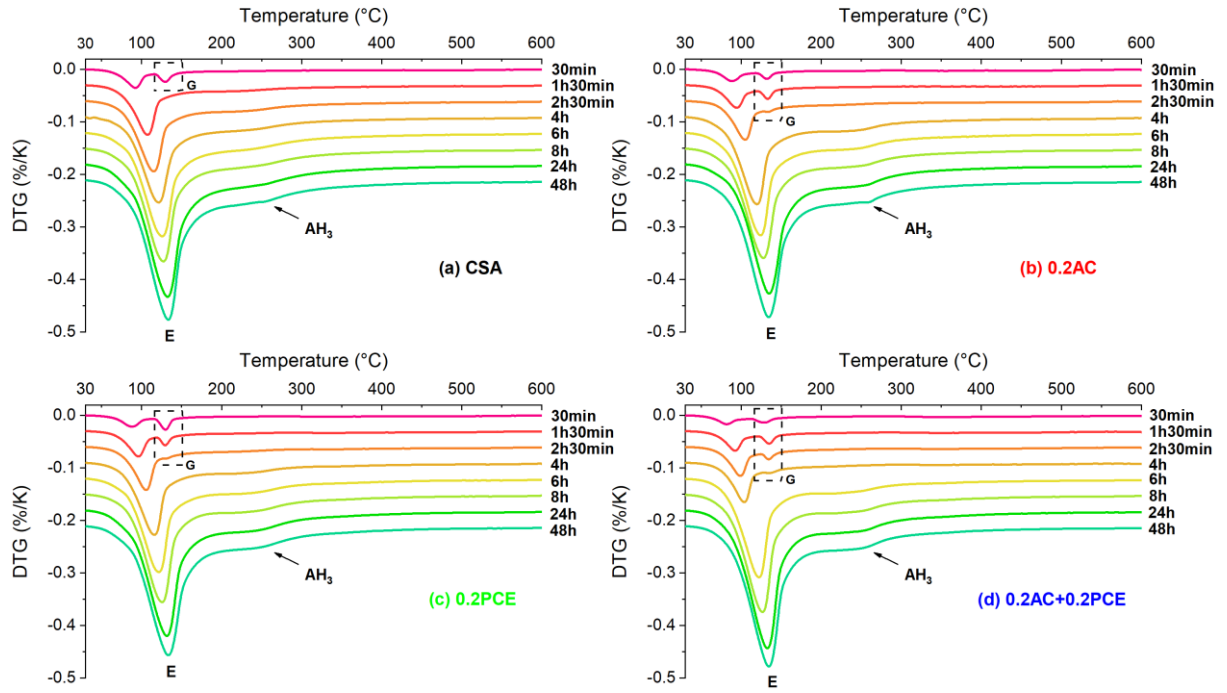 Temperature (°C)
30 100 200 300 400 500 600
0.0
-0.1
-0.2
-0.3
-0.4
-0.5
DTG (%/K)
G
30min
1h30min
2h30min
4h
6h
8h
24h
48h
AH₃
(a) CSA
E
Temperature (°C)
30 100 200 300 400 500 600
0.0
-0.1
-0.2
-0.3
-0.4
-0.5
DTG (%/K)
G
30min
1h30min
2h30min
4h
6h
8h
24h
48h
AH₃
(b) 0.2AC
E
Temperature (°C)
30 100 200 300 400 500 600
0.0
-0.1
-0.2
-0.3
-0.4
-0.5
DTG (%/K)
G
30min
1h30min
2h30min
4h
6h
8h
24h
48h
AH₃
(c) 0.2PCE
E
Temperature (°C)
30 100 200 300 400 500 600
0.0
-0.1
-0.2
-0.3
-0.4
-0.5
DTG (%/K)
G
30min
1h30min
2h30min
4h
6h
8h
24h
48h
AH₃
(d) 0.2AC+0.2PCE
E